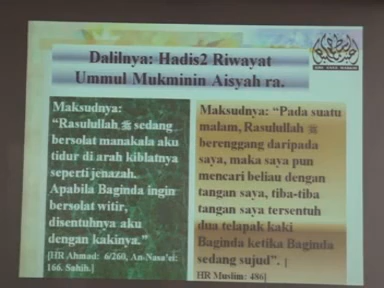 Dalilnya: Hadis2 Riwayat
Ummul Mukminin Aisyah ra.
Maksudnya:
“Rasulullah ﷺ sedang
bersolat manakala aku
tidur di arah kiblatnya
seperti jenazah.
Apabila Baginda ingin
bersolat witir,
disentuhnya aku
dengan kakinya.”
[HR Ahmad: 6/260, An-Nasa'ei:
166. Sahih.]
Maksudnya: “Pada suatu
malam, Rasulullah ﷺ
berenggang daripada
saya, maka saya pun
mencari beliau dengan
tangan saya, tiba-tiba
tangan saya tersentuh
dua telapak kaki
Baginda ketika Baginda
sedang sujud”. [
HR Muslim: 486]